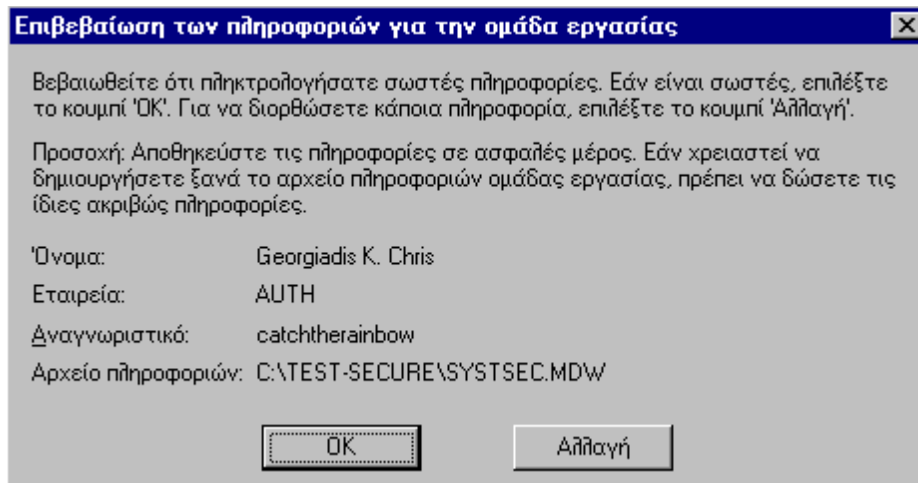 Επιβεβαίωση των πληροφοριών για την ομάδα εργασίας
Βεβαιωθείτε ότι πληκτρολογήσατε σωστές πληροφορίες. Εάν είναι σωστές, επιλέξτε
το κουμπί 'OK'. Για να διορθώσετε κάποια πληροφορία, επιλέξτε το κουμπί 'Αλλαγή'.
Προσοχή: Αποθηκεύστε τις πληροφορίες σε ασφαλές μέρος. Εάν χρειαστεί να
δημιουργήσετε ξανά το αρχείο πληροφοριών ομάδας εργασίας, πρέπει να δώσετε τις
ίδιες ακριβώς πληροφορίες.
Όνομα: Georgiadis K. Chris
Εταιρεία: AUTH
Αναγνωριστικό: catchtherainbow
Αρχείο πληροφοριών: C:\TEST-SECURE\SYSTSEC.MDW
OK Αλλαγή